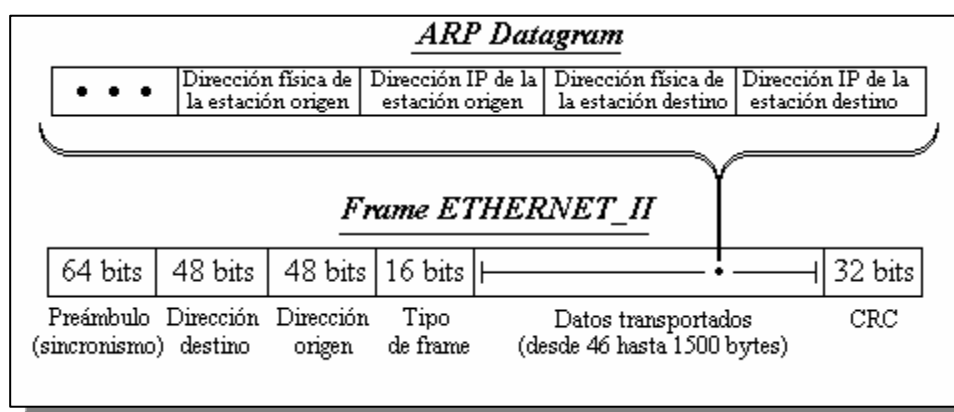 ARP Datagram
• • •
Dirección física de
la estación origen
Dirección IP de la
estación origen
Dirección física de
la estación destino
Dirección IP de la
estación destino
Frame ETHERNET_II
64 bits
48 bits
48 bits
16 bits
32 bits
Preámbulo
(sincronismo)
Dirección
destino
Dirección
origen
Tipo
de frame
Datos transportados
(desde 46 hasta 1500 bytes)
CRC